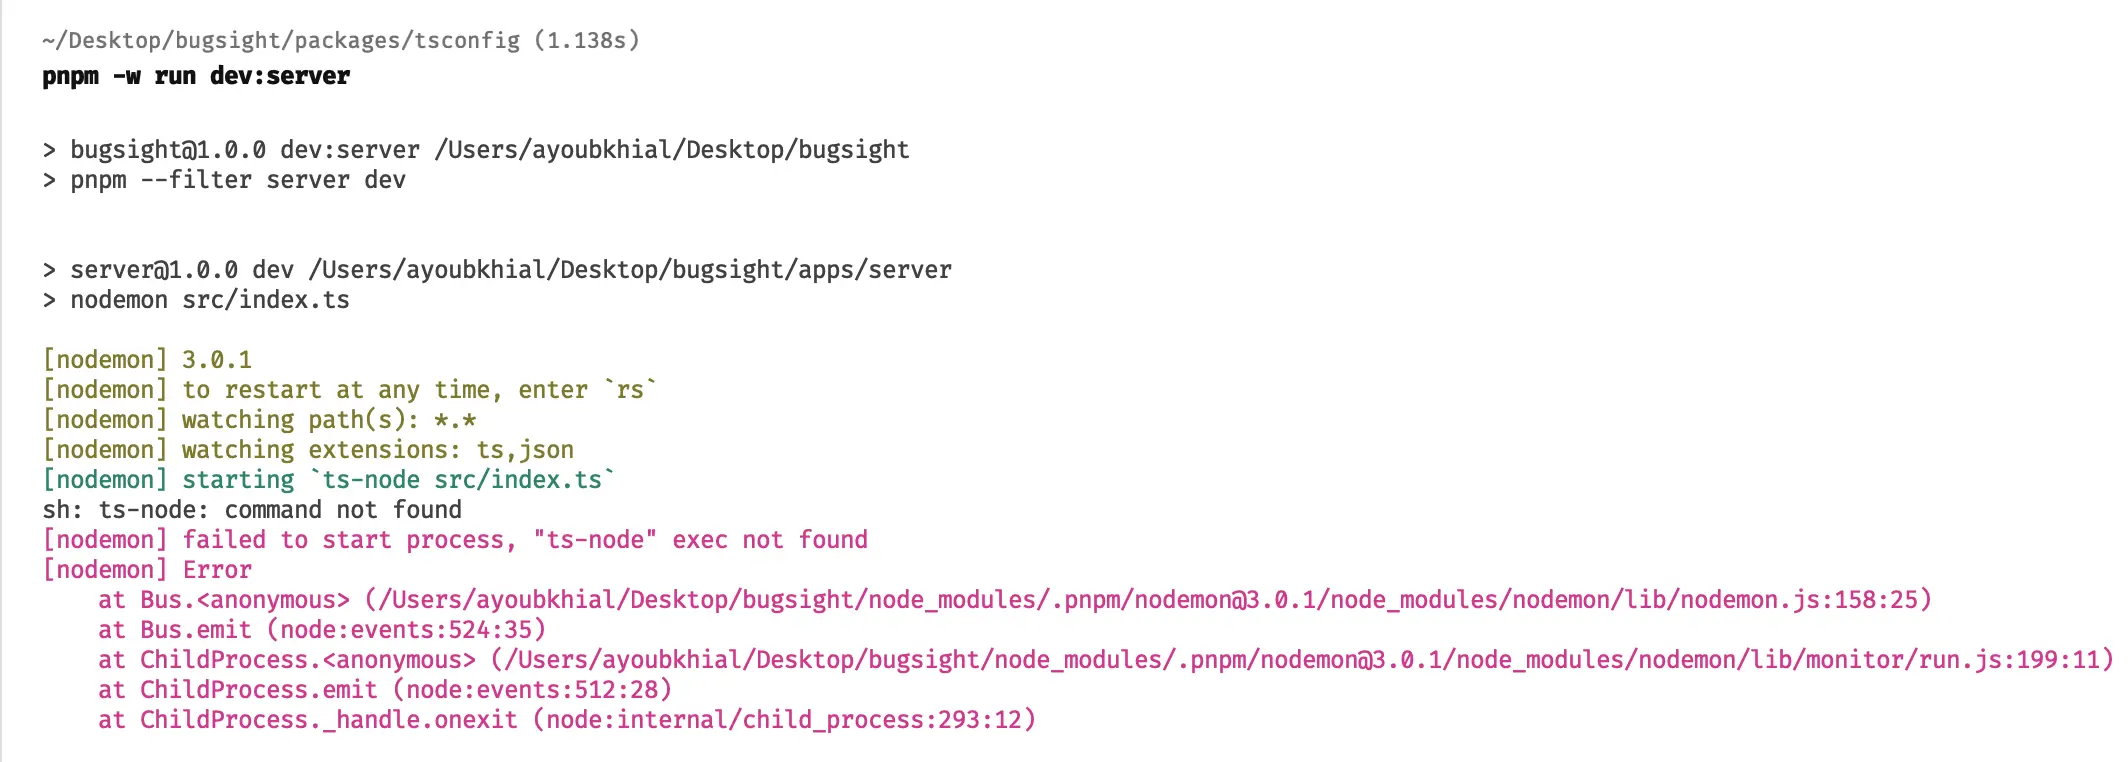 ~/Desktop/bugsight/packages/tsconfig (1.138s)
pnpm -w run dev:server
> bugsight@1.0.0 dev:server /Users/ayoubkhial/Desktop/bugsight
> pnpm --filter server dev
> server@1.0.0 dev /Users/ayoubkhial/Desktop/bugsight/apps/server
> nodemon src/index.ts
[nodemon] 3.0.1
[nodemon] to restart at any time, enter `rs`
[nodemon] watching path(s): *.*
[nodemon] watching extensions: ts,json
[nodemon] starting `ts-node src/index.ts`
sh: ts-node: command not found
[nodemon] failed to start process, "ts-node" exec not found
[nodemon] Error
    at Bus.<anonymous> (/Users/ayoubkhial/Desktop/bugsight/node_modules/.pnpm/nodemon@3.0.1/node_modules/nodemon/lib/nodemon.js:158:25)
    at Bus.emit (node:events:524:35)
    at ChildProcess.<anonymous> (/Users/ayoubkhial/Desktop/bugsight/node_modules/.pnpm/nodemon@3.0.1/node_modules/nodemon/lib/monitor/run.js:199:11)
    at ChildProcess.emit (node:events:512:28)
    at ChildProcess._handle.onexit (node:internal/child_process:293:12)